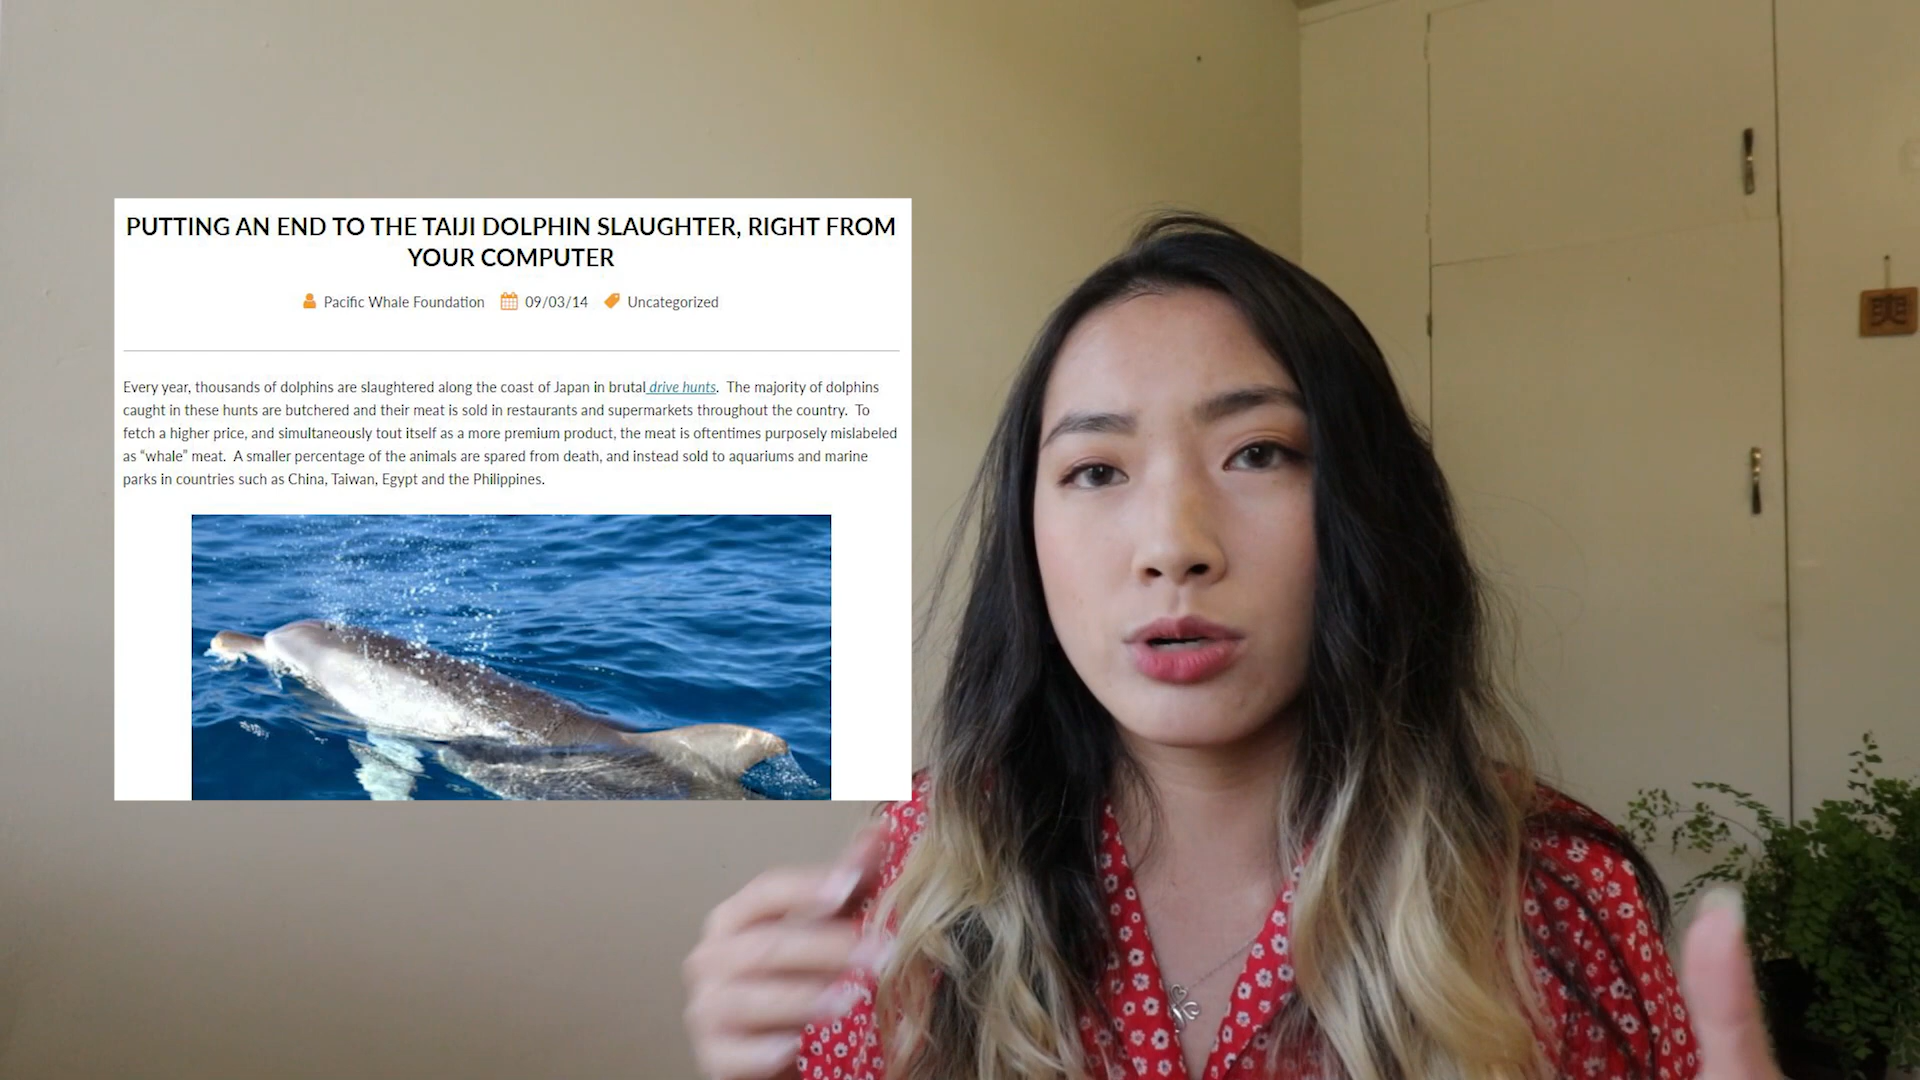 PUTTING AN END TO THE TAIJI DOLPHIN SLAUGHTER, RIGHT FROM
YOUR COMPUTER
Pacific Whale Foundation 09/03/14 Uncategorized
Every year, thousands of dolphins are slaughtered along the coast of Japan in brutal drive hunts. The majority of dolphins
caught in these hunts are butchered and their meat is sold in restaurants and supermarkets throughout the country. To
fetch a higher price, and simultaneously tout itself as a more premium product, the meat is oftentimes purposely mislabeled
as “whale” meat. A smaller percentage of the animals are spared from death, and instead sold to aquariums and marine
parks in countries such as China, Taiwan, Egypt and the Philippines.
爽